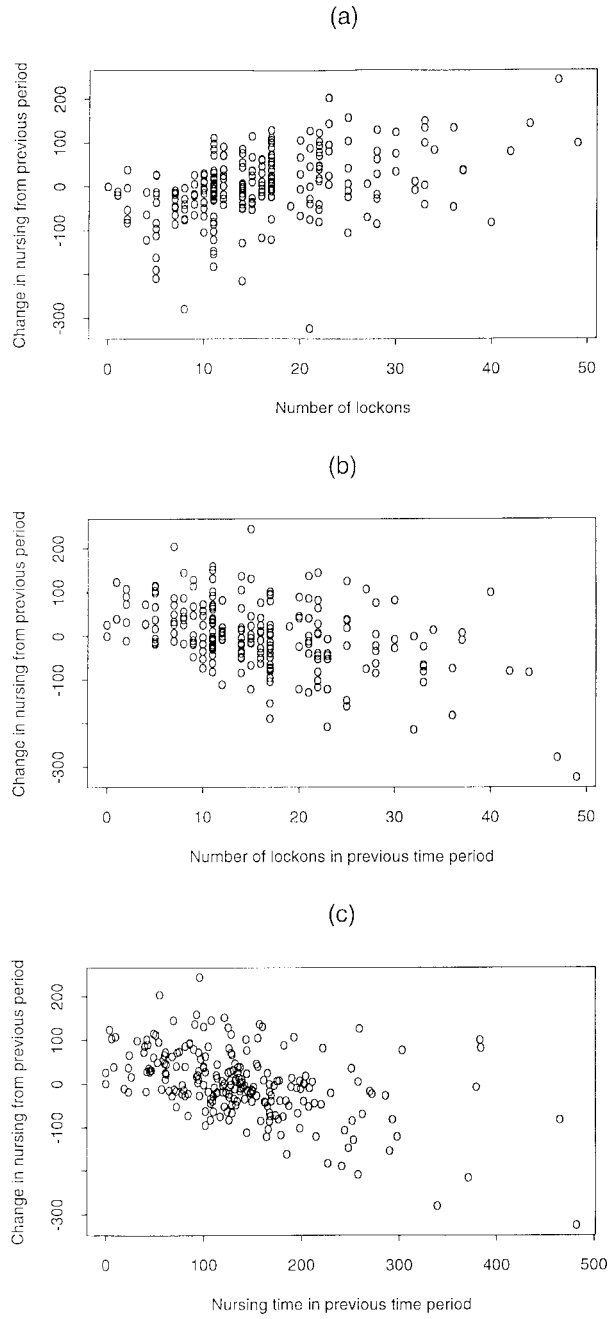 (a)
Change in nursing from previous period
200
100
0
-100
-300
0 10 20 30 40 50
Number of lockons
(b)
Change in nursing from previous period
200
100
0
-100
-300
0 10 20 30 40 50
Number of lockons in previous time period
(c)
Change in nursing from previous period
200
100
0
-100
-300
0 100 200 300 400 500
Nursing time in previous time period